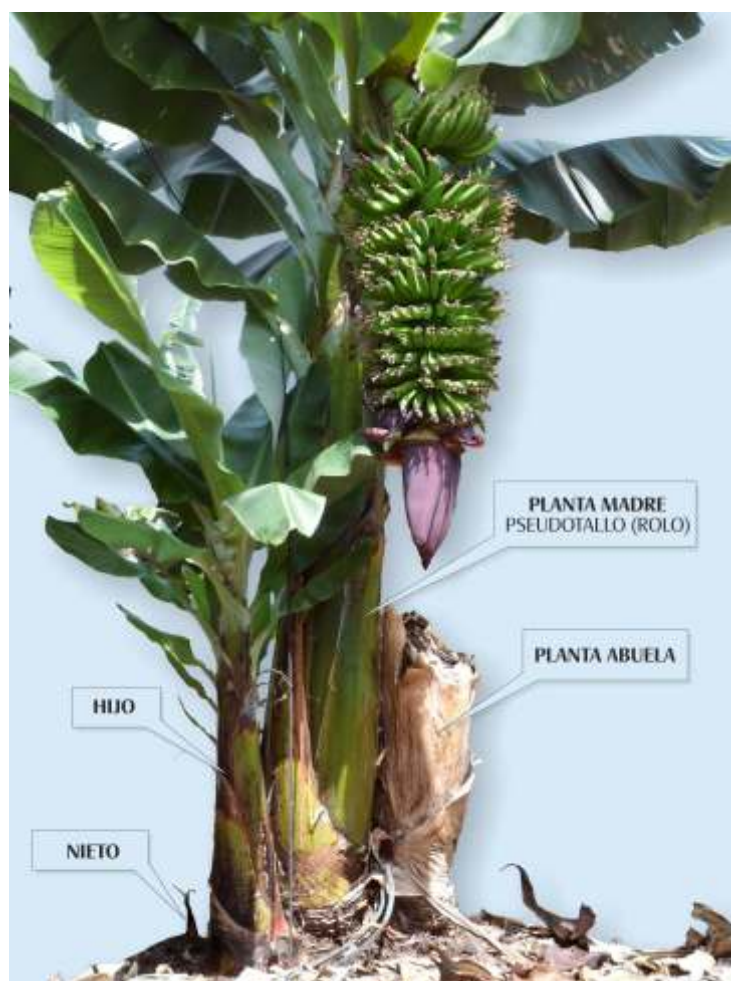 PLANTA MADRE
PSEUDOTALLO (ROLO)
PLANTA ABUELA
HIJO
NIETO